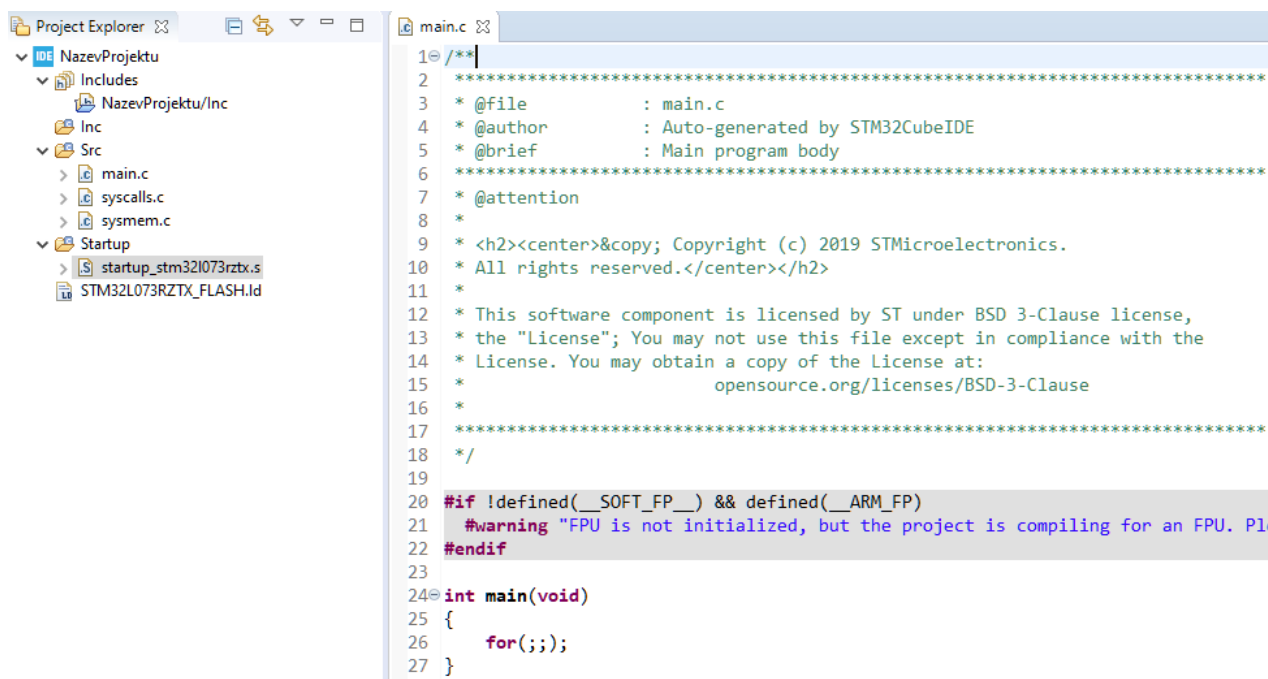 Project Explorer
IDE NazevProjektu
Includes
NazevProjektu/Inc
Inc
Src
main.c
syscalls.c
sysmem.c
Startup
startup_stm32l073rztx.s
STM32L073RZTX_FLASH.ld
main.c
1 /**
2 ******************************************************************************
3 * @file : main.c
4 * @author : Auto-generated by STM32CubeIDE
5 * @brief : Main program body
6 ******************************************************************************
7 * @attention
8 *
9 * <h2><center>&copy; Copyright (c) 2019 STMicroelectronics.
10 * All rights reserved.</center></h2>
11 *
12 * This software component is licensed by ST under BSD 3-Clause license,
13 * the "License"; You may not use this file except in compliance with the
14 * License. You may obtain a copy of the License at:
15 * opensource.org/licenses/BSD-3-Clause
16 *
17 ******************************************************************************
18 */
19
20 #if !defined(__SOFT_FP__) && defined(__ARM_FP)
21 #warning "FPU is not initialized, but the project is compiling for an FPU. Pl
22 #endif
23
24 int main(void)
25 {
26 for(;;);
27 }